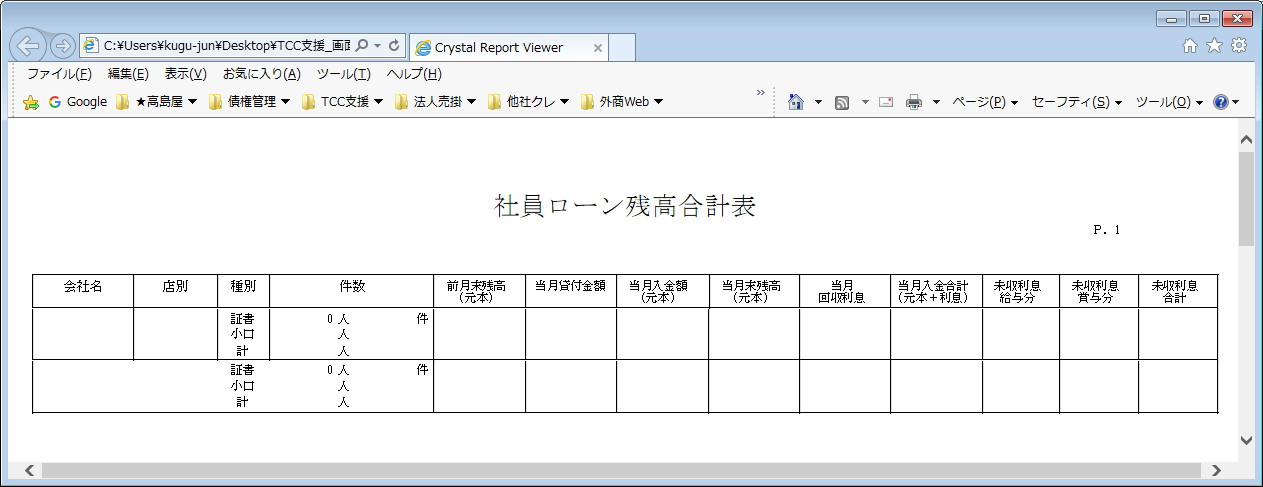 C:¥Users¥kugu-jun¥Desktop¥TCC支援_画面
Crystal Report Viewer
ファイル(F) 編集(E) 表示(V) お気に入り(A) ツール(T) ヘルプ(H)
Google ★高島屋 債権管理 TCC支援 法人売掛 他社クレ 外商Web » ページ(P) セーフティ(S) ツール(O)
社員ローン残高合計表
P. 1
会社名 店別 種別 件数 前月末残高 当月貸付金額 当月入金額 当月末残高 当月 当月入金合計 未収利息 未収利息 未収利息
(元本) (元本) (元本) 回収利息 (元本+利息) 給与分 賞与分 合計
証書 0 人 件
小口 人
計 人
証書 0 人 件
小口 人
計 人